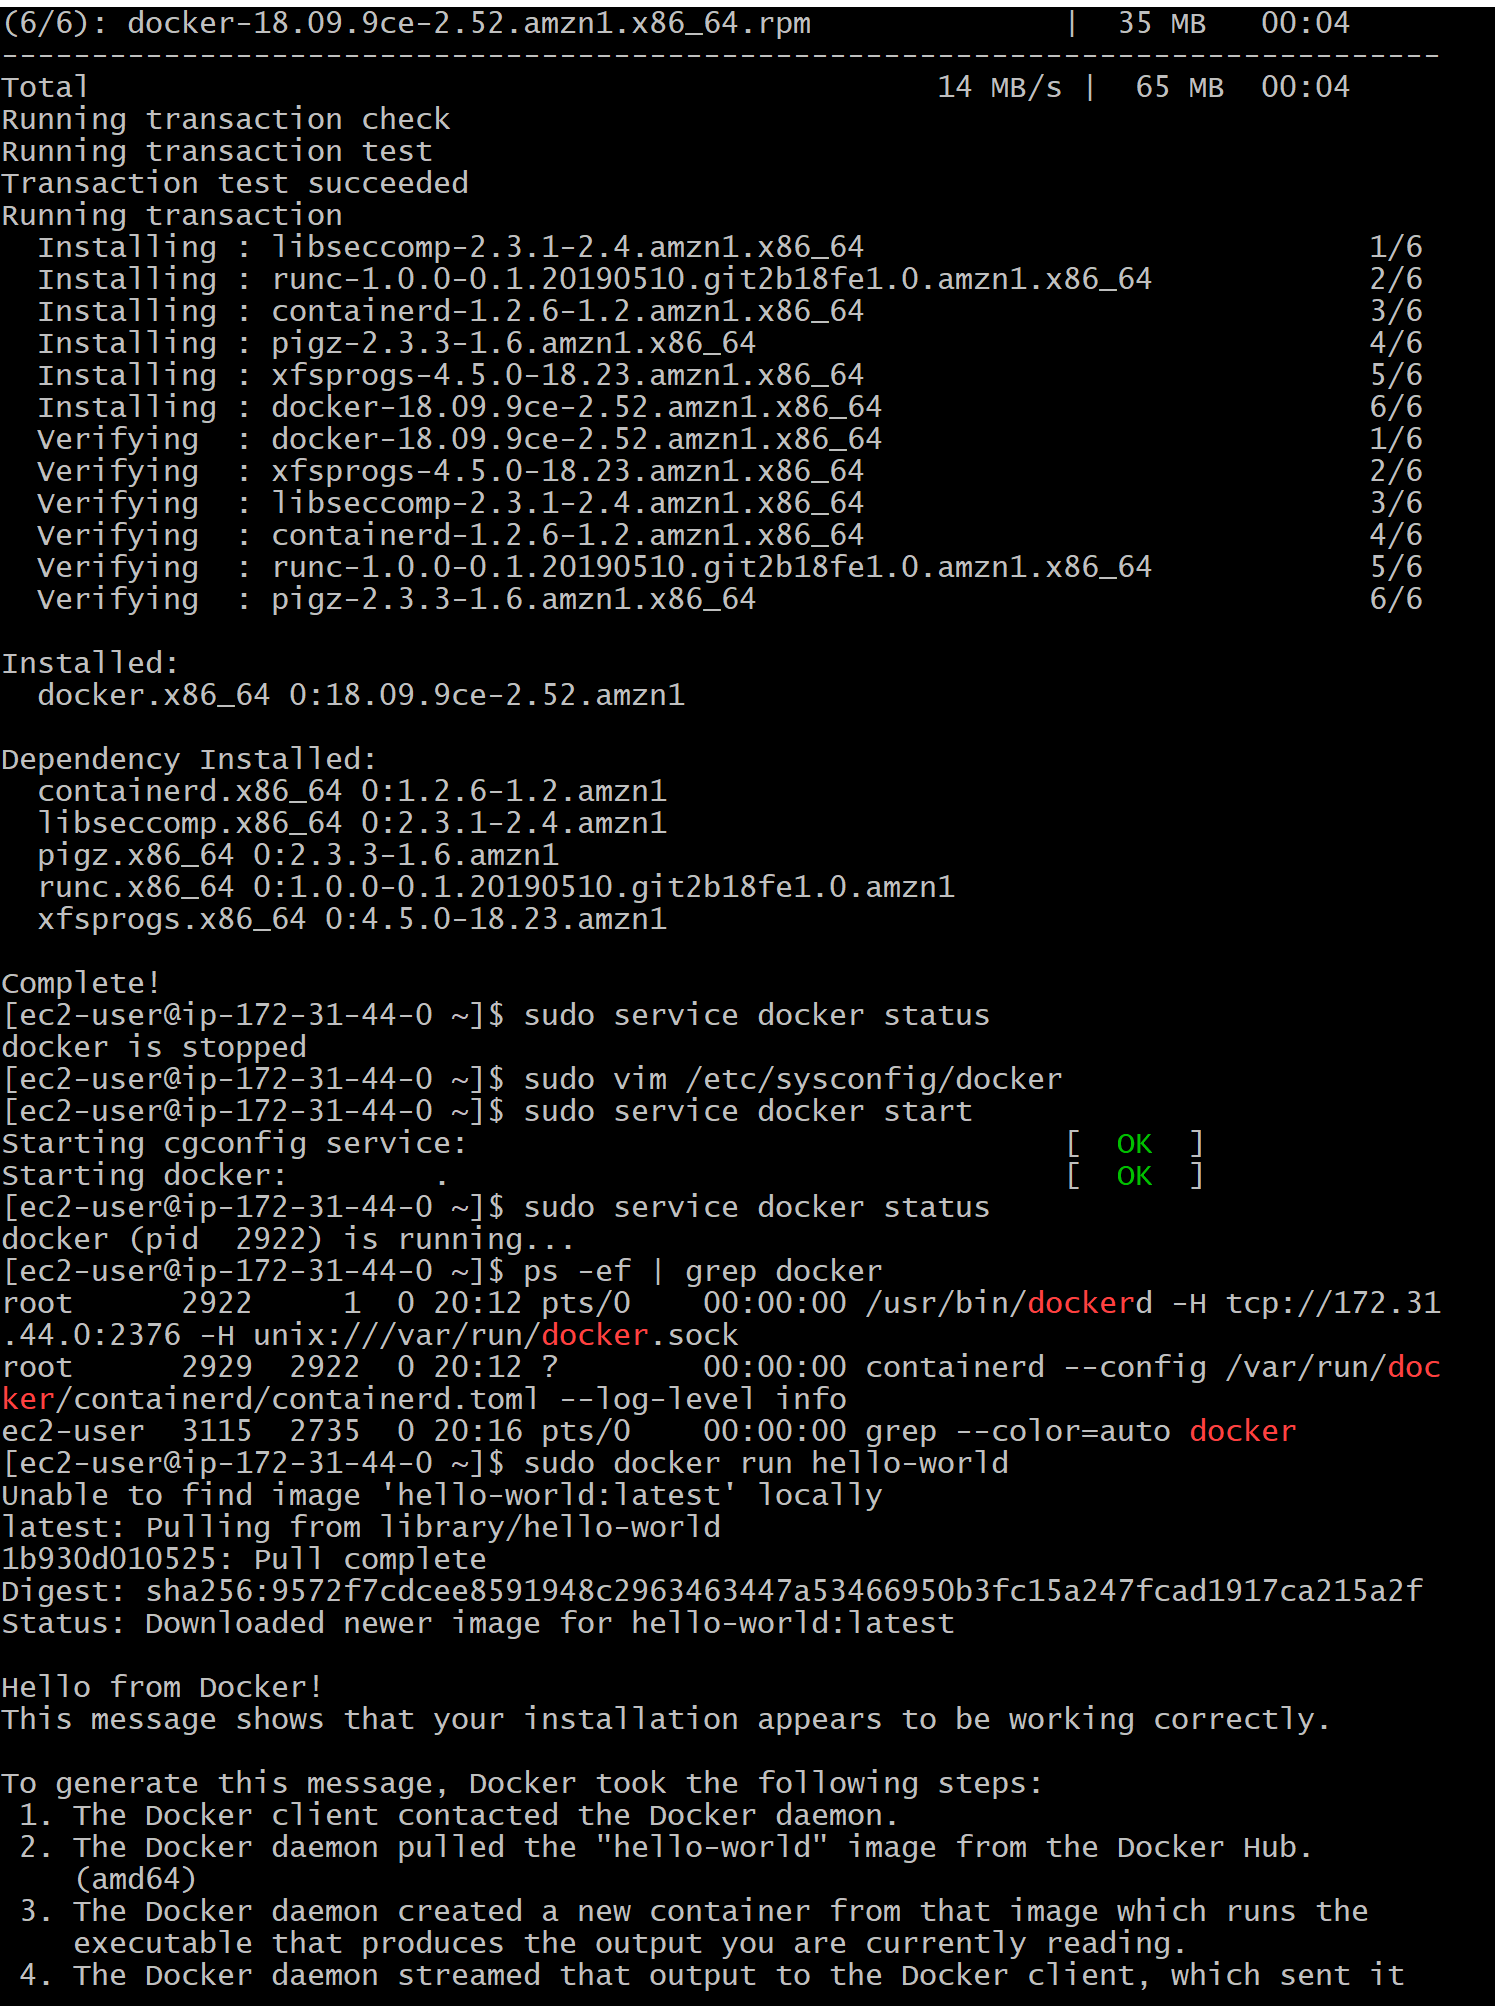 (6/6): docker-18.09.9ce-2.52.amzn1.x86_64.rpm | 35 MB 00:04
--------------------------------------------------------------------------------
Total 14 MB/s | 65 MB 00:04
Running transaction check
Running transaction test
Transaction test succeeded
Running transaction
  Installing : libseccomp-2.3.1-2.4.amzn1.x86_64 1/6
  Installing : runc-1.0.0-0.1.20190510.git2b18fe1.0.amzn1.x86_64 2/6
  Installing : containerd-1.2.6-1.2.amzn1.x86_64 3/6
  Installing : pigz-2.3.3-1.6.amzn1.x86_64 4/6
  Installing : xfsprogs-4.5.0-18.23.amzn1.x86_64 5/6
  Installing : docker-18.09.9ce-2.52.amzn1.x86_64 6/6
  Verifying  : docker-18.09.9ce-2.52.amzn1.x86_64 1/6
  Verifying  : xfsprogs-4.5.0-18.23.amzn1.x86_64 2/6
  Verifying  : libseccomp-2.3.1-2.4.amzn1.x86_64 3/6
  Verifying  : containerd-1.2.6-1.2.amzn1.x86_64 4/6
  Verifying  : runc-1.0.0-0.1.20190510.git2b18fe1.0.amzn1.x86_64 5/6
  Verifying  : pigz-2.3.3-1.6.amzn1.x86_64 6/6

Installed:
  docker.x86_64 0:18.09.9ce-2.52.amzn1

Dependency Installed:
  containerd.x86_64 0:1.2.6-1.2.amzn1
  libseccomp.x86_64 0:2.3.1-2.4.amzn1
  pigz.x86_64 0:2.3.3-1.6.amzn1
  runc.x86_64 0:1.0.0-0.1.20190510.git2b18fe1.0.amzn1
  xfsprogs.x86_64 0:4.5.0-18.23.amzn1

Complete!
[ec2-user@ip-172-31-44-0 ~]$ sudo service docker status
docker is stopped
[ec2-user@ip-172-31-44-0 ~]$ sudo vim /etc/sysconfig/docker
[ec2-user@ip-172-31-44-0 ~]$ sudo service docker start
Starting cgconfig service: [  OK  ]
Starting docker: . [  OK  ]
[ec2-user@ip-172-31-44-0 ~]$ sudo service docker status
docker (pid  2922) is running...
[ec2-user@ip-172-31-44-0 ~]$ ps -ef | grep docker
root      2922     1  0 20:12 pts/0    00:00:00 /usr/bin/dockerd -H tcp://172.31
.44.0:2376 -H unix:///var/run/docker.sock
root      2929  2922  0 20:12 ?        00:00:00 containerd --config /var/run/doc
ker/containerd/containerd.toml --log-level info
ec2-user  3115  2735  0 20:16 pts/0    00:00:00 grep --color=auto docker
[ec2-user@ip-172-31-44-0 ~]$ sudo docker run hello-world
Unable to find image 'hello-world:latest' locally
latest: Pulling from library/hello-world
1b930d010525: Pull complete
Digest: sha256:9572f7cdcee8591948c2963463447a53466950b3fc15a247fcad1917ca215a2f
Status: Downloaded newer image for hello-world:latest

Hello from Docker!
This message shows that your installation appears to be working correctly.

To generate this message, Docker took the following steps:
 1. The Docker client contacted the Docker daemon.
 2. The Docker daemon pulled the "hello-world" image from the Docker Hub.
    (amd64)
 3. The Docker daemon created a new container from that image which runs the
    executable that produces the output you are currently reading.
 4. The Docker daemon streamed that output to the Docker client, which sent it